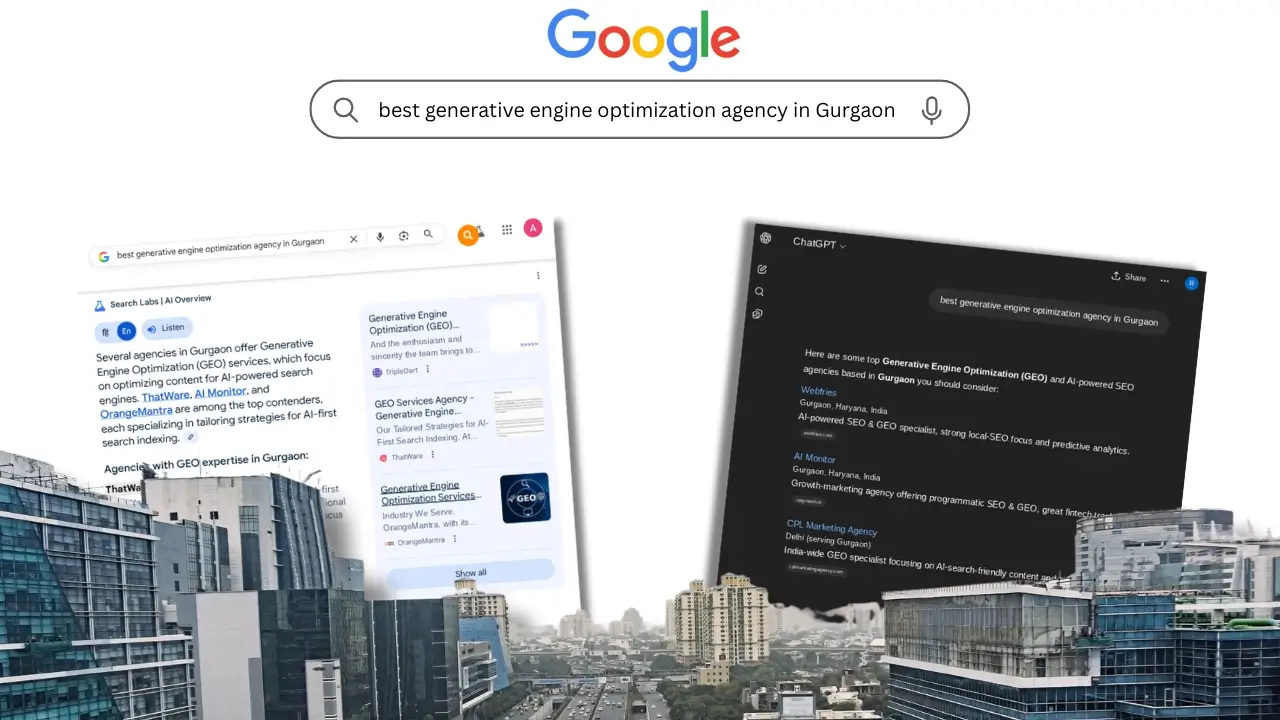 Google
best generative engine optimization agency in Gurgaon
best generative engine optimization agency in Gurgaon
A
Search Labs | AI Overview
En
Listen
Several agencies in Gurgaon offer Generative
Engine Optimization (GEO) services, which focus
on optimizing content for AI-powered search
engines. ThatWare, AI Monitor, and
OrangeMantra are among the top contenders,
each specializing in tailoring strategies for AI-first
search indexing.
Agencies with GEO expertise in Gurgaon:
ThatWa
first
ional
ocus
Generative Engine
Optimization (GEO)...
And the enthusiasm and
sincerity the team brings to...
TripleDart
>>>>>
GEO Services Agency -
Generative Engine...
Our Tailored Strategies for AI-
First Search Indexing. At...
ThatWare
Generative Engine
Optimization Services...
Industry We Serve.
OrangeMantra, with its...
OrangeMantra
GEO
Show all
ChatGPT
Share
R
best generative engine optimization agency in Gurgaon
Here are some top Generative Engine Optimization (GEO) and AI-powered SEO
agencies based in Gurgaon you should consider:
Webfries
Gurgaon, Haryana, India
AI-powered SEO & GEO specialist, strong local-SEO focus and predictive analytics.
webfries.com
AI Monitor
Gurgaon, Haryana, India
Growth-marketing agency offering programmatic SEO & GEO, great fintech
CPL Marketing Agency
Delhi (serving Gurgaon)
India-wide GEO specialist focusing on AI-search-friendly content and
cplmarketingagency.com